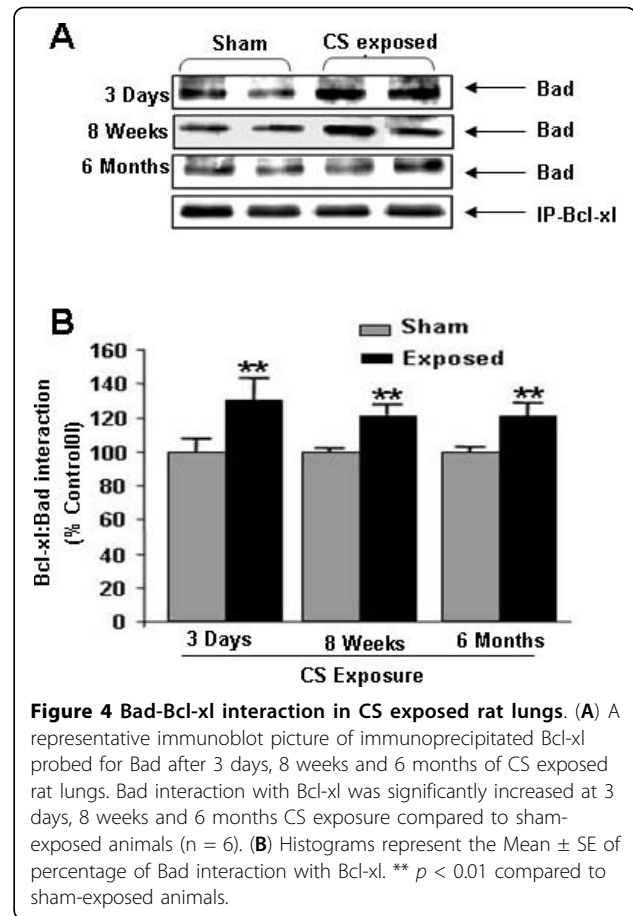 A
Sham CS exposed
3 Days Bad
8 Weeks Bad
6 Months Bad
IP-Bcl-xl
B
Sham
Exposed
Bcl-xl:Bad interaction
(% Control0l)
160
140
120
100
80
60
40
20
0
** ** **
3 Days 8 Weeks 6 Months
CS Exposure
Figure 4 Bad-Bcl-xl interaction in CS exposed rat lungs. (A) A
representative immunoblot picture of immunoprecipitated Bcl-xl
probed for Bad after 3 days, 8 weeks and 6 months of CS exposed
rat lungs. Bad interaction with Bcl-xl was significantly increased at 3
days, 8 weeks and 6 months CS exposure compared to sham-
exposed animals (n = 6). (B) Histograms represent the Mean ± SE of
percentage of Bad interaction with Bcl-xl. ** p < 0.01 compared to
sham-exposed animals.